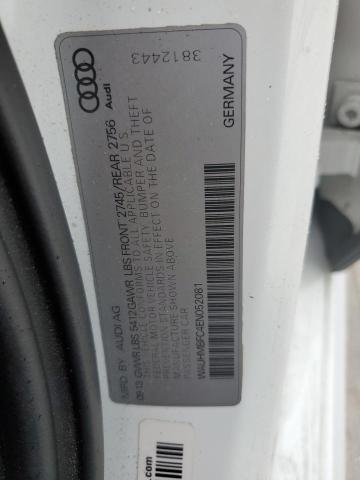 MFD. BY AUDI AG
09-13 GVWR LBS 5412 GAWR LBS FRONT 2745/REAR 2756
THIS VEHICLE CONFORMS TO ALL APPLICABLE U.S.
FEDERAL MOTOR VEHICLE SAFETY, BUMPER AND THEFT
PREVENTION STANDARDS IN EFFECT ON THE DATE OF
MANUFACTURE SHOWN ABOVE
PASSENGER CAR
WAUHMBFC4EN052081
Audi
3812443
GERMANY